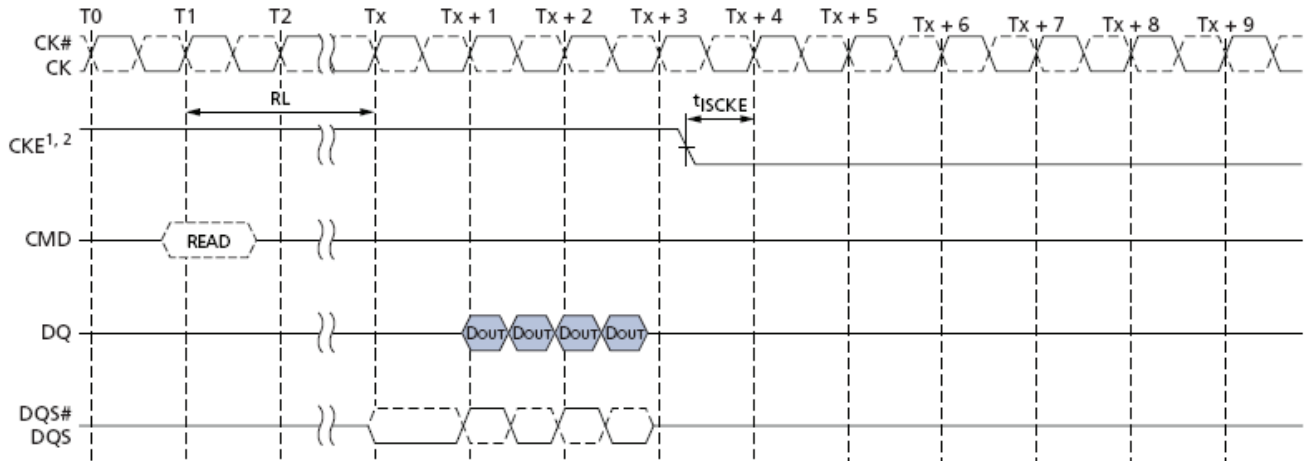 T0 T1 T2 Tx Tx + 1 Tx + 2 Tx + 3 Tx + 4 Tx + 5 Tx + 6 Tx + 7 Tx + 8 Tx + 9
CK#
CK
RL
tISCKE
CKE1, 2
CMD READ
DQ DOUT DOUT DOUT DOUT
DQS#
DQS